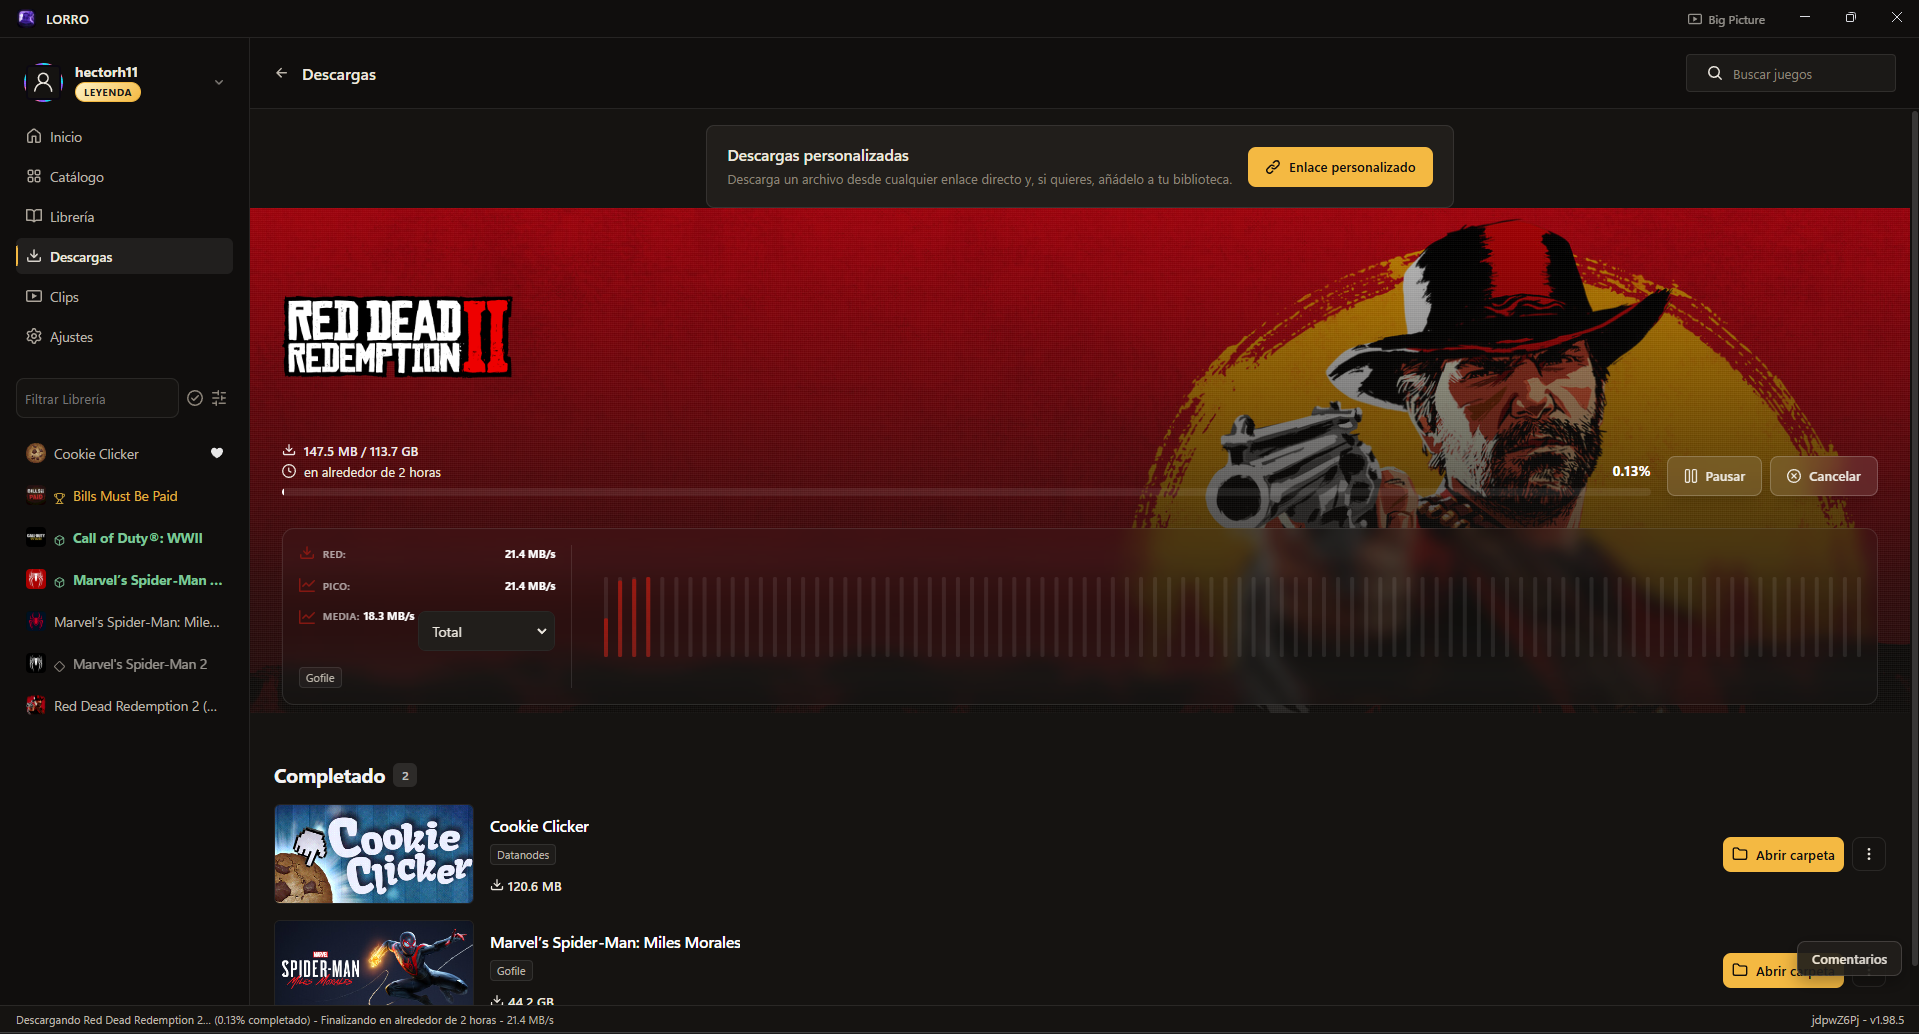 LORRO
Big Picture
hectorh11
LEYENDA
Inicio
Catálogo
Librería
Descargas
Clips
Ajustes
Filtrar Librería
Cookie Clicker
Bills Must Be Paid
Call of Duty®: WWII
Marvel's Spider-Man ...
Marvel's Spider-Man: Mile...
Marvel's Spider-Man 2
Red Dead Redemption 2 (...
Descargas
Buscar juegos
Descargas personalizadas
Descarga un archivo desde cualquier enlace directo y, si quieres, añádelo a tu biblioteca.
Enlace personalizado
RED DEAD
REDEMPTION II
147.5 MB / 113.7 GB
en alrededor de 2 horas
0.13%
Pausar
Cancelar
RED: 21.4 MB/s
PICO: 21.4 MB/s
MEDIA: 18.3 MB/s
Total
Gofile
Completado 2
Cookie
Clicker
Cookie Clicker
Datanodes
120.6 MB
Abrir carpeta
MARVEL
SPIDER-MAN
MILES MORALES
Marvel's Spider-Man: Miles Morales
Gofile
44.2 GB
Abrir carpeta
Comentarios
Descargando Red Dead Redemption 2... (0.13% completado) - Finalizando en alrededor de 2 horas - 21.4 MB/s
jdpwZ6Pj - v1.98.5